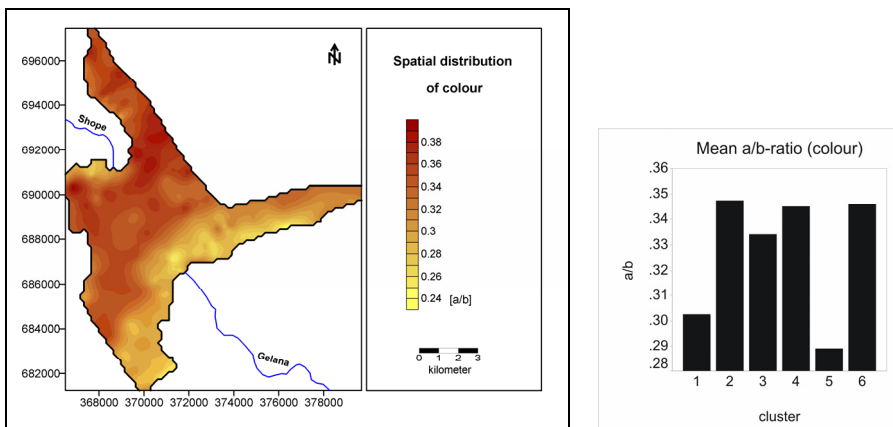 696000
694000
692000
690000
688000
686000
684000
682000
368000 370000 372000 374000 376000 378000
Shope
Gelana
N
Spatial distribution
of colour
0.38
0.36
0.34
0.32
0.3
0.28
0.26
0.24
[a/b]
0 1 2 3
kilometer
Mean a/b-ratio (colour)
.36
.34
.33
.32
.31
.30
.29
.28
a/b
1 2 3 4 5 6
cluster